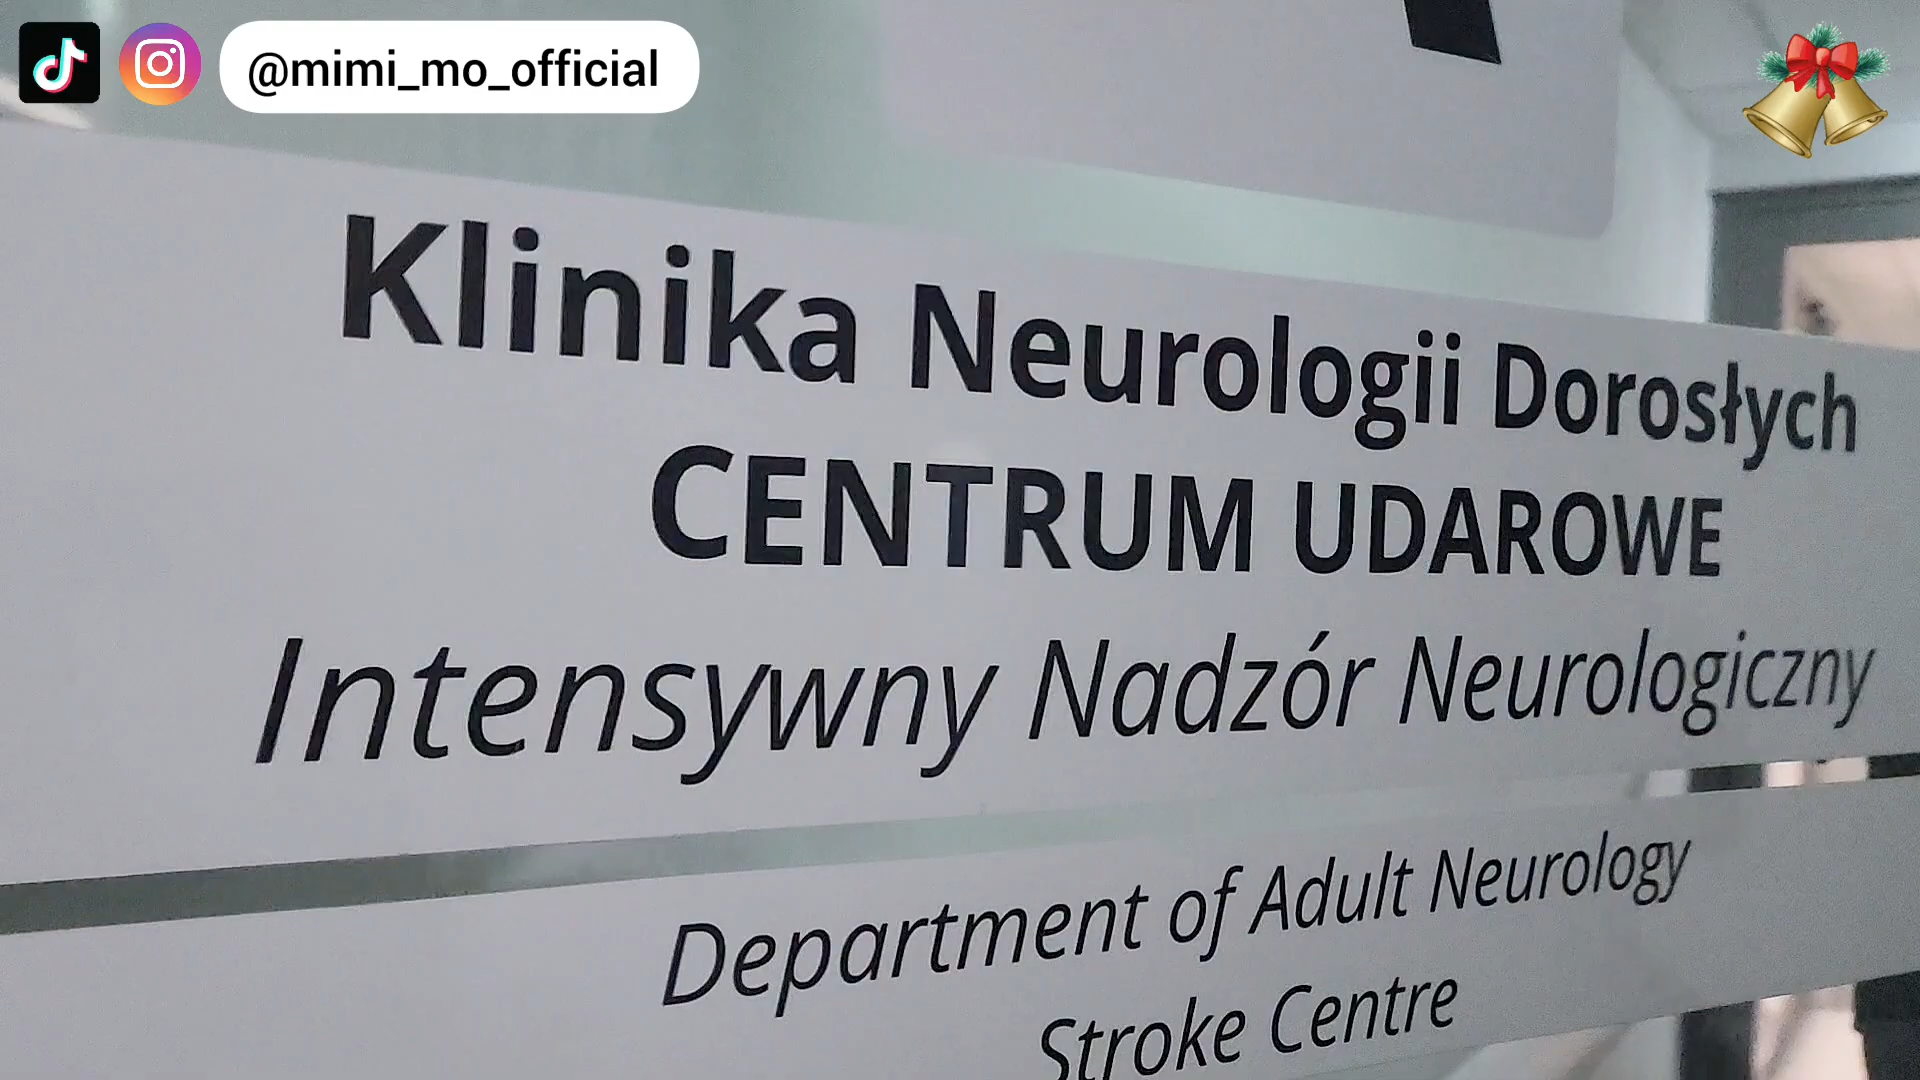 @mimi_mo_official
Klinika Neurologii Dorosłych
CENTRUM UDAROWE
Intensywny Nadzór Neurologiczny
Department of Adult Neurology
Stroke Centre